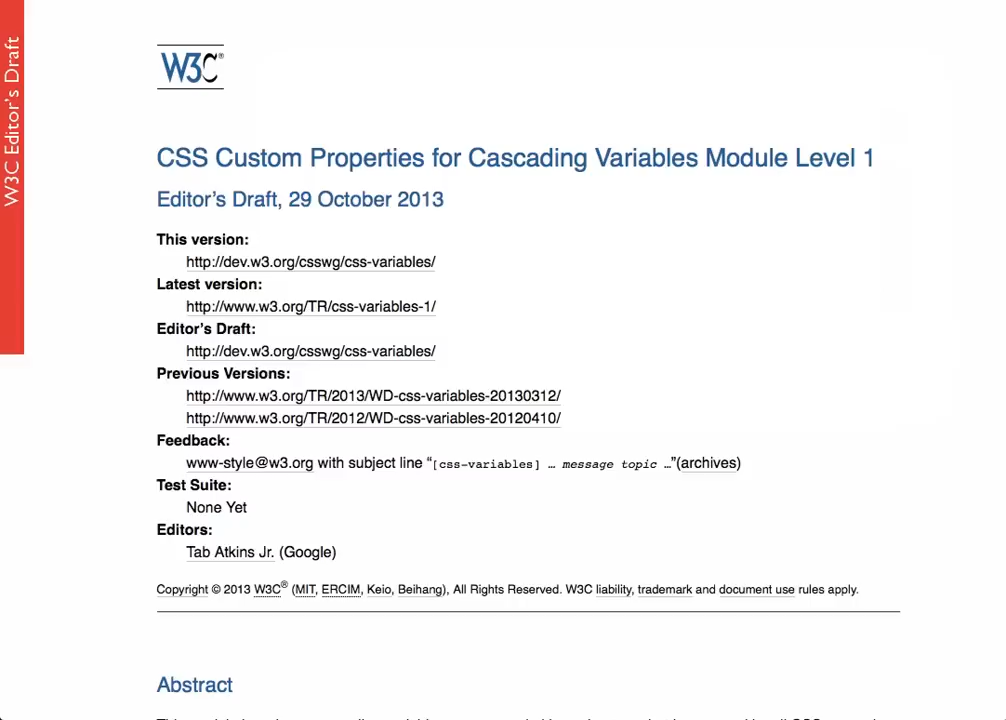 W3C Editor's Draft
W3C®
CSS Custom Properties for Cascading Variables Module Level 1
Editor's Draft, 29 October 2013
This version:
http://dev.w3.org/csswg/css-variables/
Latest version:
http://www.w3.org/TR/css-variables-1/
Editor's Draft:
http://dev.w3.org/csswg/css-variables/
Previous Versions:
http://www.w3.org/TR/2013/WD-css-variables-20130312/
http://www.w3.org/TR/2012/WD-css-variables-20120410/
Feedback:
www-style@w3.org with subject line “[css-variables] … message topic …”(archives)
Test Suite:
None Yet
Editors:
Tab Atkins Jr. (Google)
Copyright © 2013 W3C® (MIT, ERCIM, Keio, Beihang), All Rights Reserved. W3C liability, trademark and document use rules apply.
Abstract